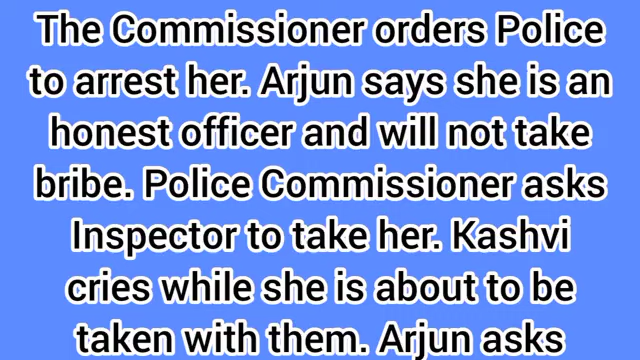 The Commissioner orders Police
to arrest her. Arjun says she is an
honest officer and will not take
bribe. Police Commissioner asks
Inspector to take her. Kashvi
cries while she is about to be
taken with them. Arjun asks